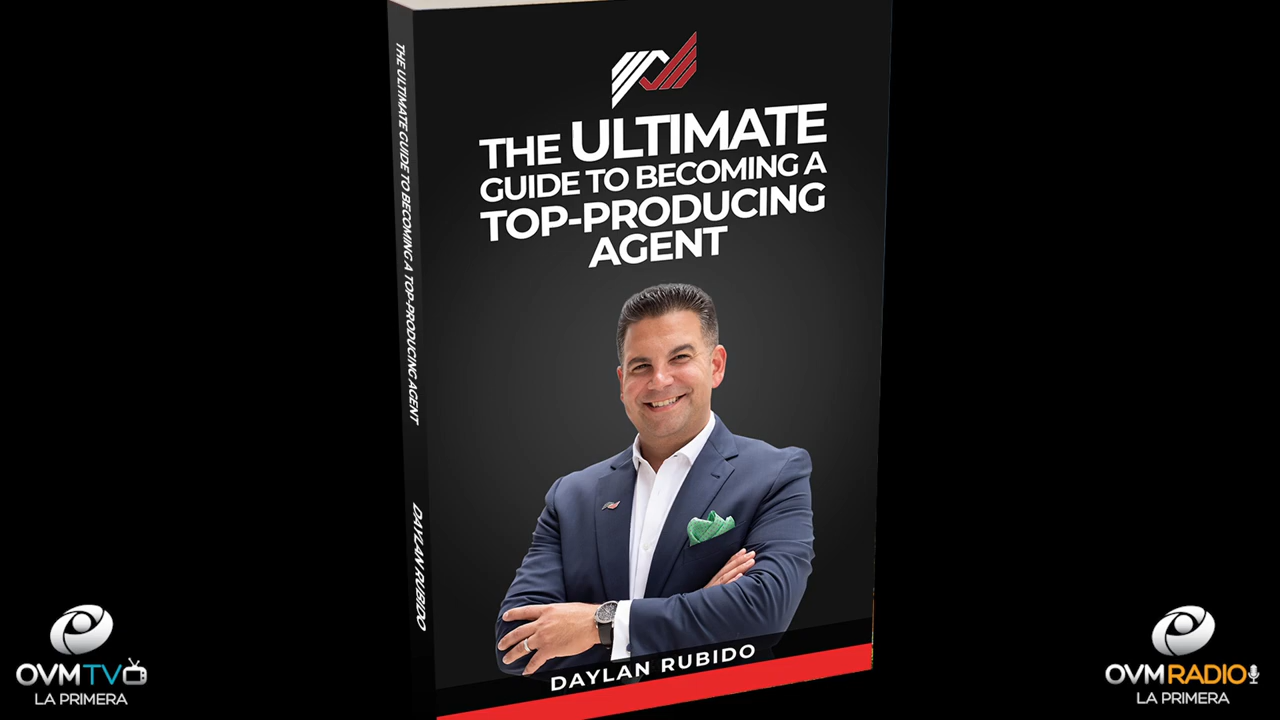 THE ULTIMATE GUIDE TO BECOMING A TOP-PRODUCING AGENT
DAYLAN RUBIDO
THE ULTIMATE
GUIDE TO BECOMING A
TOP-PRODUCING
AGENT
DAYLAN RUBIDO
OVMTV
LA PRIMERA
OVMRADIO
LA PRIMERA